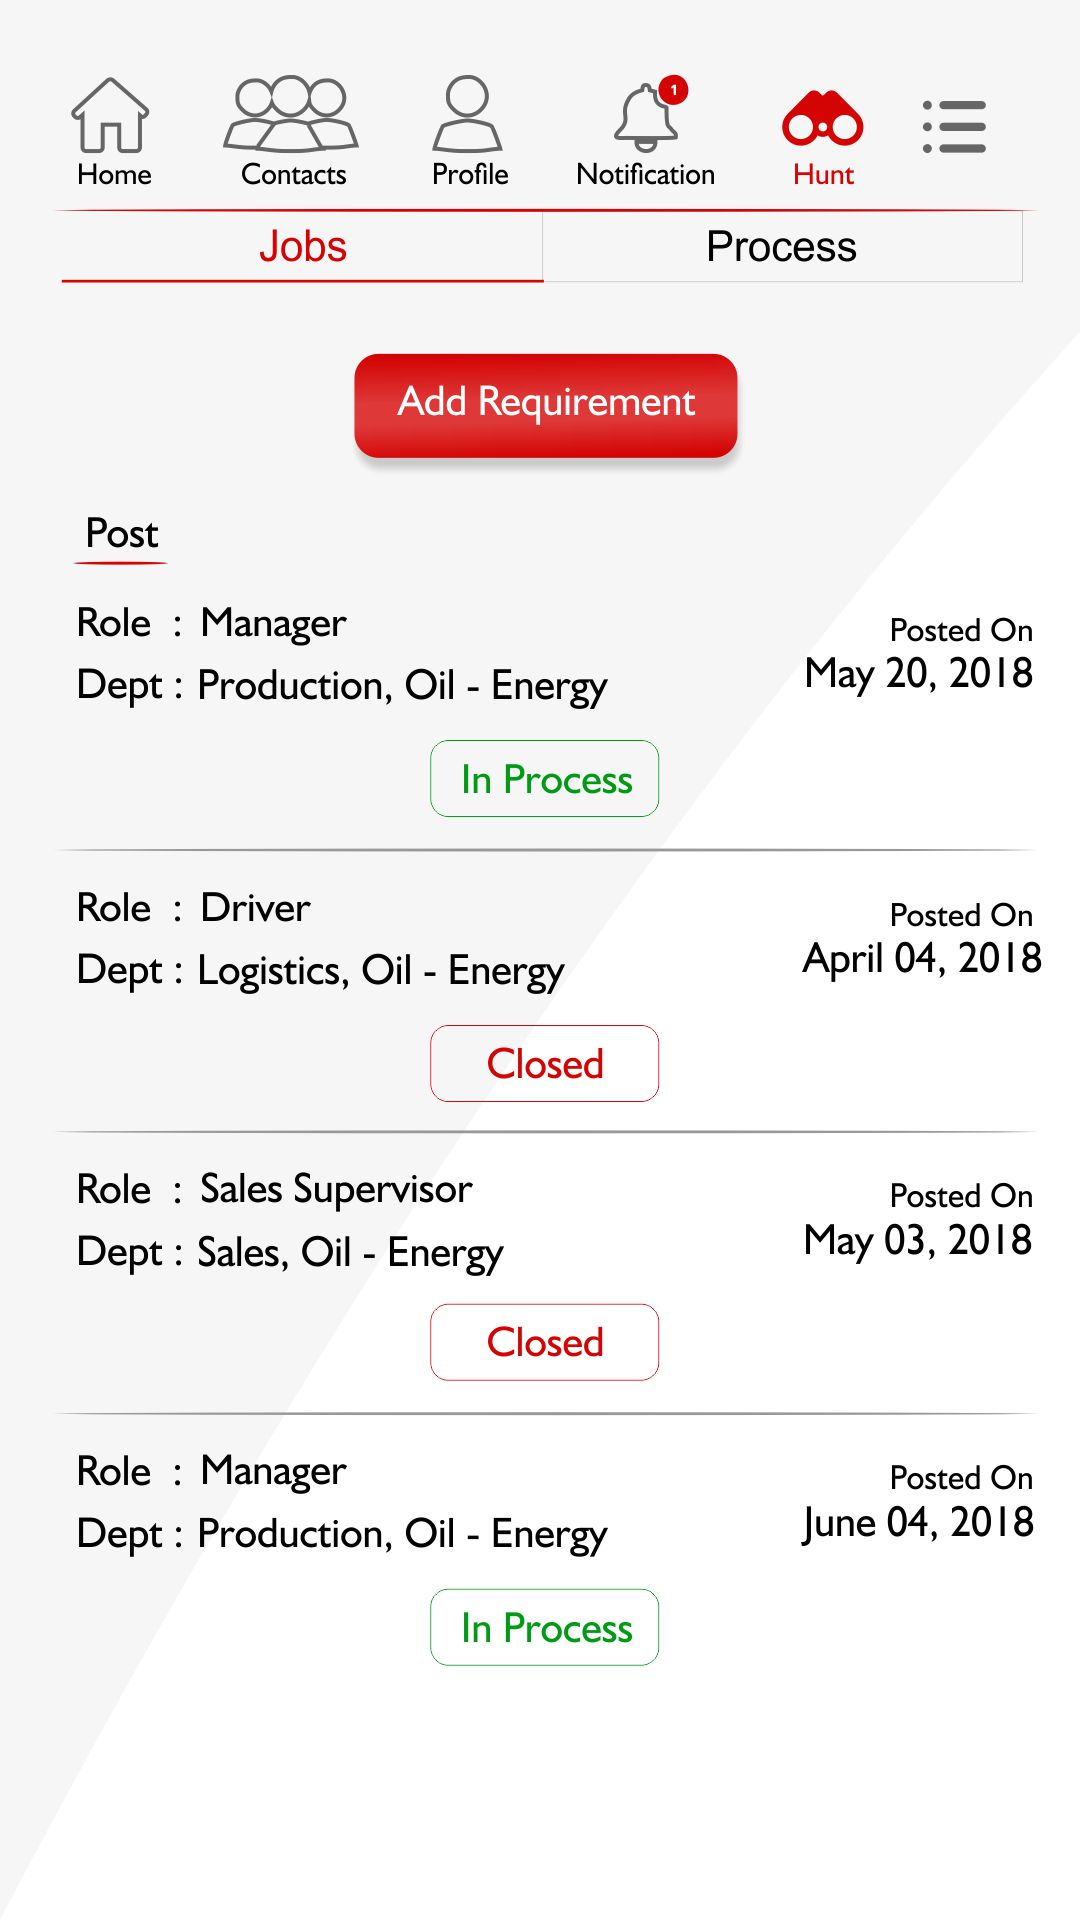 1
Home Contacts Profile Notification Hunt
Jobs Process
Add Requirement
Post
Role : Manager
Posted On
Dept : Production, Oil - Energy
May 20, 2018
In Process
Role : Driver
Posted On
Dept : Logistics, Oil - Energy
April 04, 2018
Closed
Role : Sales Supervisor
Posted On
Dept : Sales, Oil - Energy
May 03, 2018
Closed
Role : Manager
Posted On
Dept : Production, Oil - Energy
June 04, 2018
In Process